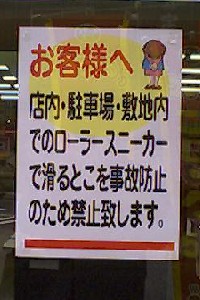 お客様へ
店内・駐車場・敷地内
でのローラースニーカー
で滑るとこを事故防止
のため禁止致します。